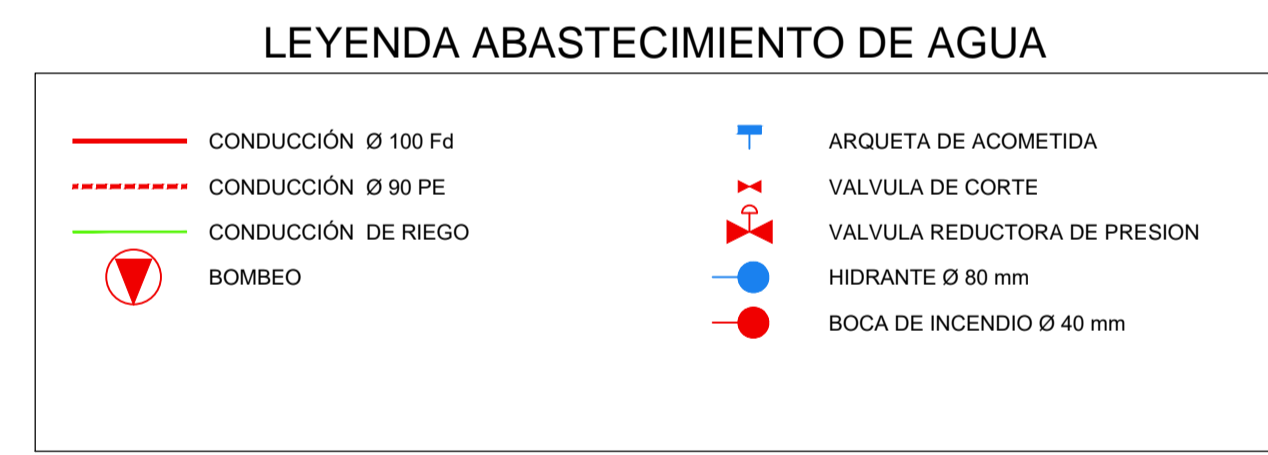 LEYENDA ABASTECIMIENTO DE AGUA
CONDUCCIÓN Ø 100 Fd
CONDUCCIÓN Ø 90 PE
CONDUCCIÓN DE RIEGO
BOMBEO
ARQUETA DE ACOMETIDA
VALVULA DE CORTE
VALVULA REDUCTORA DE PRESION
HIDRANTE Ø 80 mm
BOCA DE INCENDIO Ø 40 mm